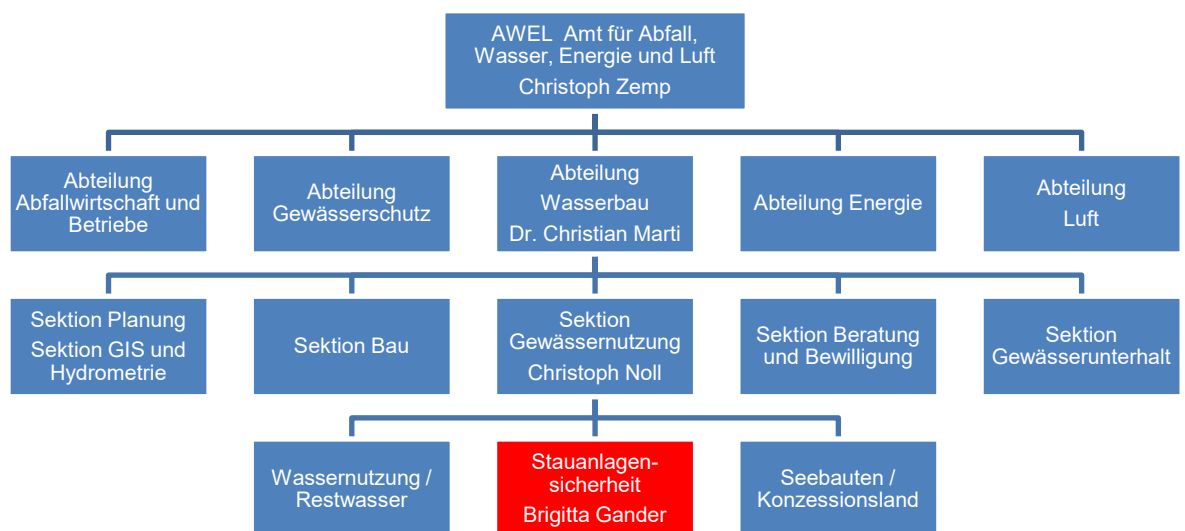 AWEL  Amt für Abfall,
Wasser, Energie und Luft
Christoph Zemp
Abteilung
Abfallwirtschaft und
Betriebe
Abteilung
Gewässerschutz
Abteilung
Wasserbau
Dr. Christian Marti
Abteilung Energie
Abteilung
Luft
Sektion Planung
Sektion GIS und
Hydrometrie
Sektion Bau
Sektion
Gewässernutzung
Christoph Noll
Sektion Beratung
und Bewilligung
Sektion
Gewässerunterhalt
Wassernutzung /
Restwasser
Stauanlagen-
sicherheit
Brigitta Gander
Seebauten /
Konzessionsland